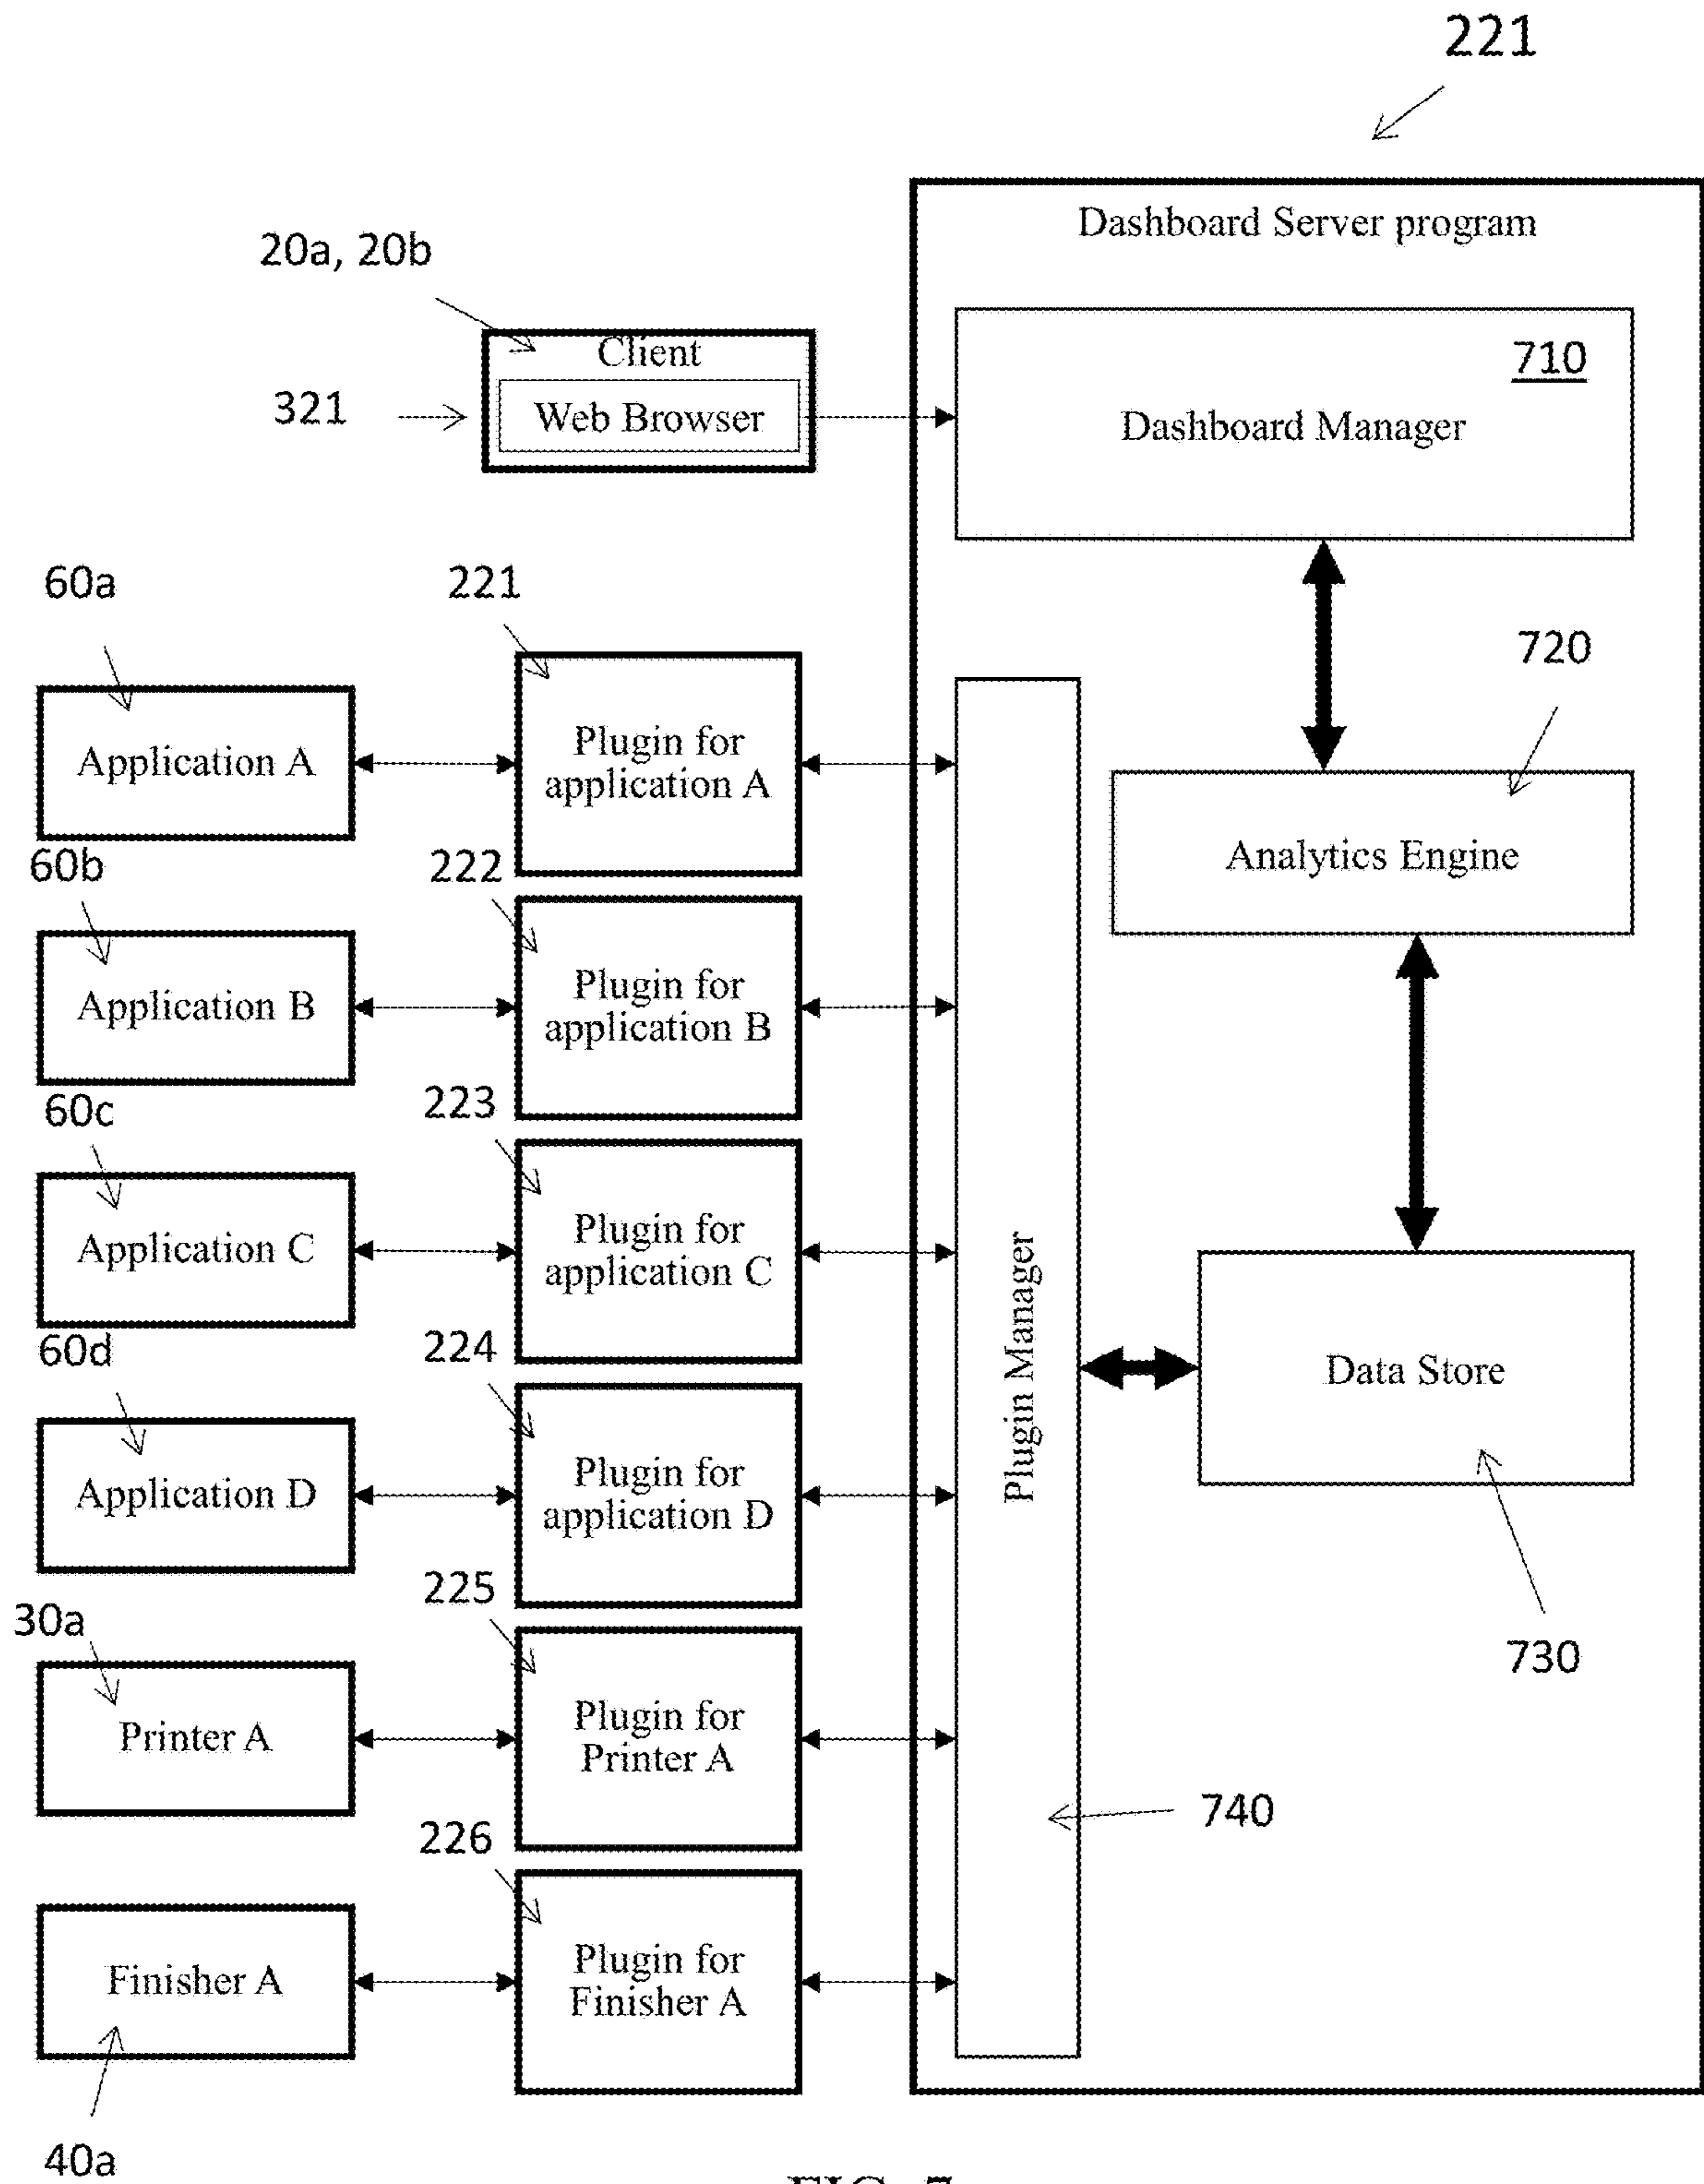 221
Dashboard Server program
20a, 20b
Client
321
Web Browser
710
Dashboard Manager
60a
221
720
Application A
Plugin for
application A
Analytics Engine
60b
222
Application B
Plugin for
application B
60c
223
Application C
Plugin for
application C
Plugin Manager
Data Store
60d
224
Application D
Plugin for
application D
30a
225
730
Printer A
Plugin for
Printer A
740
226
Finisher A
Plugin for
Finisher A
40a